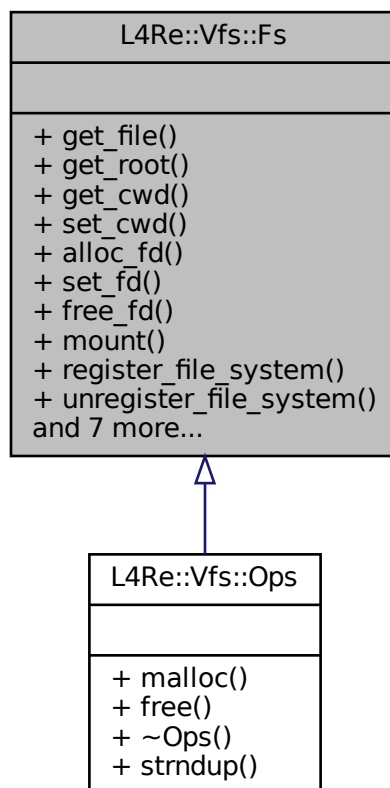 L4Re::Vfs::Fs
+ get_file()
+ get_root()
+ get_cwd()
+ set_cwd()
+ alloc_fd()
+ set_fd()
+ free_fd()
+ mount()
+ register_file_system()
+ unregister_file_system()
and 7 more...
L4Re::Vfs::Ops
+ malloc()
+ free()
+ ~Ops()
+ strndup()